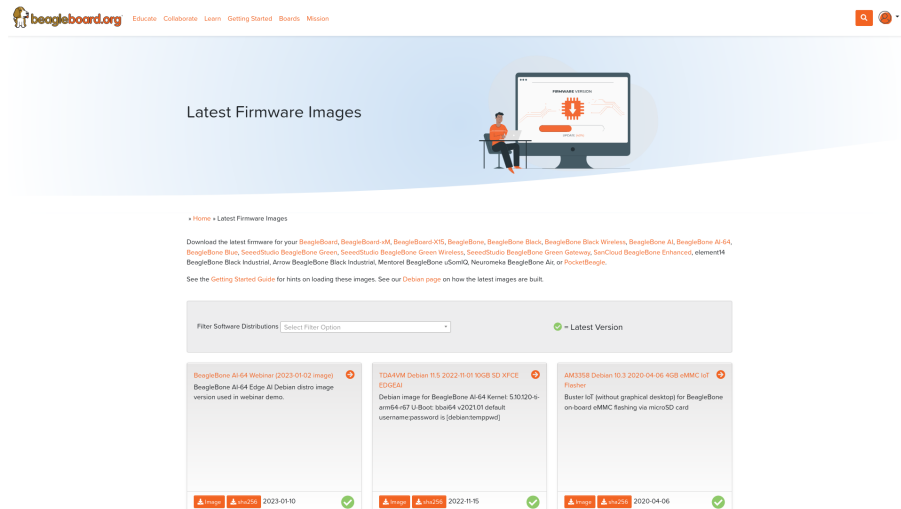 beagleboard.org
Educate Collaborate Learn Getting Started Boards Mission
Latest Firmware Images
FIRMWARE VERSION
» Home » Latest Firmware Images
Download the latest firmware for your BeagleBoard, BeagleBoard-xM, BeagleBoard-X15, BeagleBone, BeagleBone Black, BeagleBone Black Wireless, BeagleBone AI, BeagleBone AI-64,
BeagleBone Blue, SeeedStudio BeagleBone Green, SeeedStudio BeagleBone Green Wireless, SeeedStudio BeagleBone Green Gateway, SanCloud BeagleBone Enhanced, element14
BeagleBone Black Industrial, Arrow BeagleBone Black Industrial, Mentorel BeagleBone uSomIQ, Neuromeka BeagleBone Air, or PocketBeagle.
See the Getting Started Guide for hints on loading these images. See our Debian page on how the latest images are built.
Filter Software Distributions Select Filter Option
= Latest Version
BeagleBone AI-64 Webinar (2023-01-02 image)
BeagleBone AI-64 Edge AI Debian distro image
version used in webinar demo.
Image sha256 2023-01-10
TDA4VM Debian 11.5 2022-11-01 10GB SD XFCE
EDGEAI
Debian image for BeagleBone AI-64 Kernel: 5.10.120-ti-
arm64-r67 U-Boot: bbai64 v2021.01 default
username:password is [debian:temppwd]
Image sha256 2022-11-15
AM3358 Debian 10.3 2020-04-06 4GB eMMC IoT
Flasher
Buster IoT (without graphical desktop) for BeagleBone
on-board eMMC flashing via microSD card
Image sha256 2020-04-06